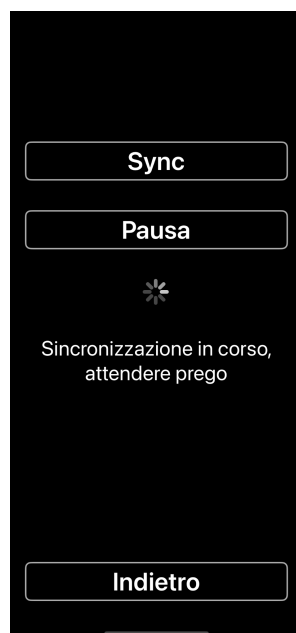 Sync
Pausa
Sincronizzazione in corso,
attendere prego
Indietro